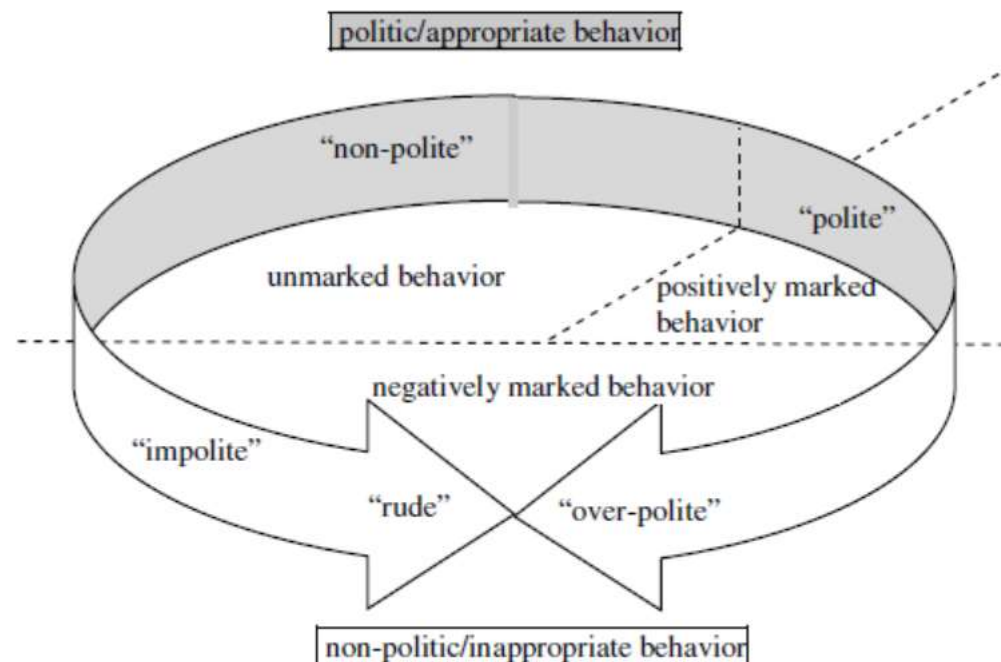 politic/appropriate behavior
“non-polite”
“polite”
unmarked behavior
positively marked
behavior
negatively marked behavior
“impolite”
“rude”
“over-polite”
non-politic/inappropriate behavior